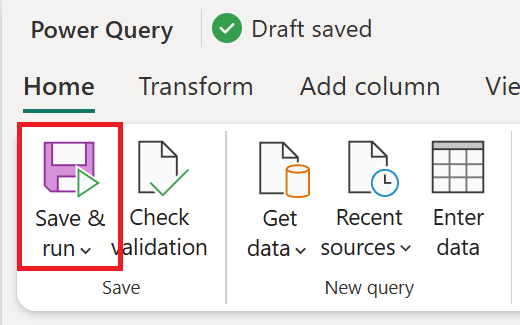 Power Query
Draft saved
Home
Transform
Add column
Vie
Save &
run
Check
validation
Get
data
Recent
sources
Enter
data
Save
New query